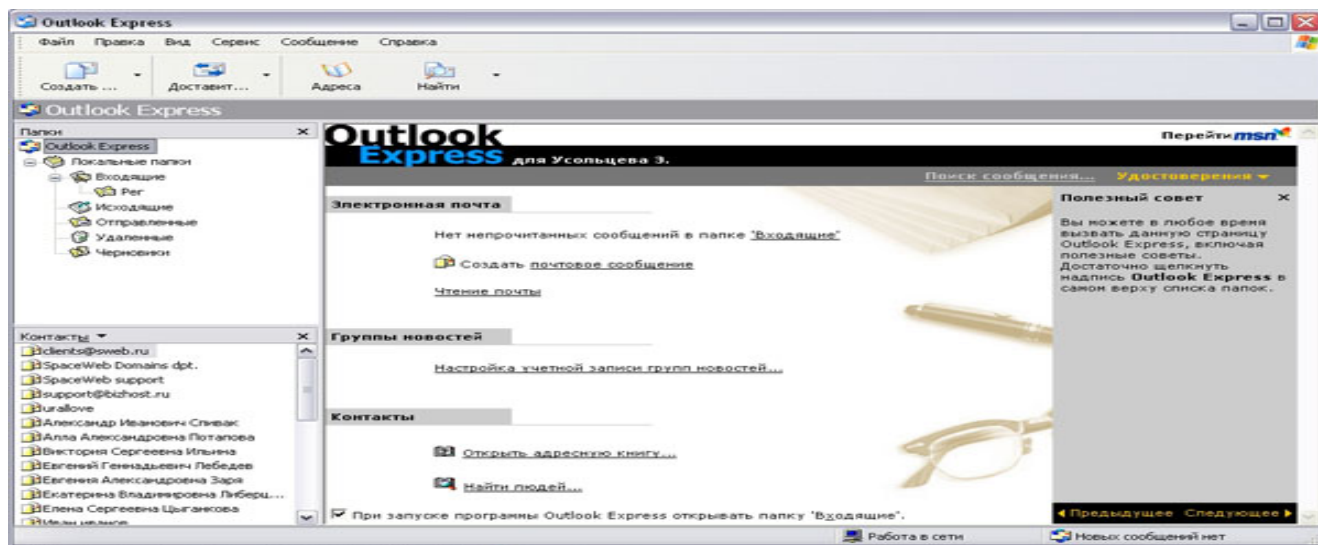 Outlook Express
Файл Правка Вид Сервис Сообщение Справка
Создать ... Доставит... Адреса Найти
Outlook Express
Папки
Outlook Express
Локальные папки
Входящие
Рег
Исходящие
Отправленные
Удаленные
Черновики
Контакты
clients@sweb.ru
SpaceWeb Domains dpt.
SpaceWeb support
support@bizhost.ru
urallove
Александр Иванович Спивак
Алла Александровна Потапова
Виктория Сергеевна Ильина
Евгений Геннадьевич Лебедев
Евгения Александровна Заря
Екатерина Владимировна Либерц...
Елена Сергеевна Цыганкова
Иван иванов
Outlook
Express для Усольцева Э.
Перейти msn
Поиск сообщения... Удостоверения
Электронная почта
Нет непрочитанных сообщений в папке 'Входящие'
Создать почтовое сообщение
Чтение почты
Группы новостей
Настройка учетной записи групп новостей...
Контакты
Открыть адресную книгу...
Найти людей...
При запуске программы Outlook Express открывать папку 'Входящие'.
Полезный совет
Вы можете в любое время
вызвать данную страницу
Outlook Express, включая
полезные советы.
Достаточно щелкнуть
надпись Outlook Express в
самом верху списка папок.
Предыдущее Следующее
Работа в сети
Новых сообщений нет